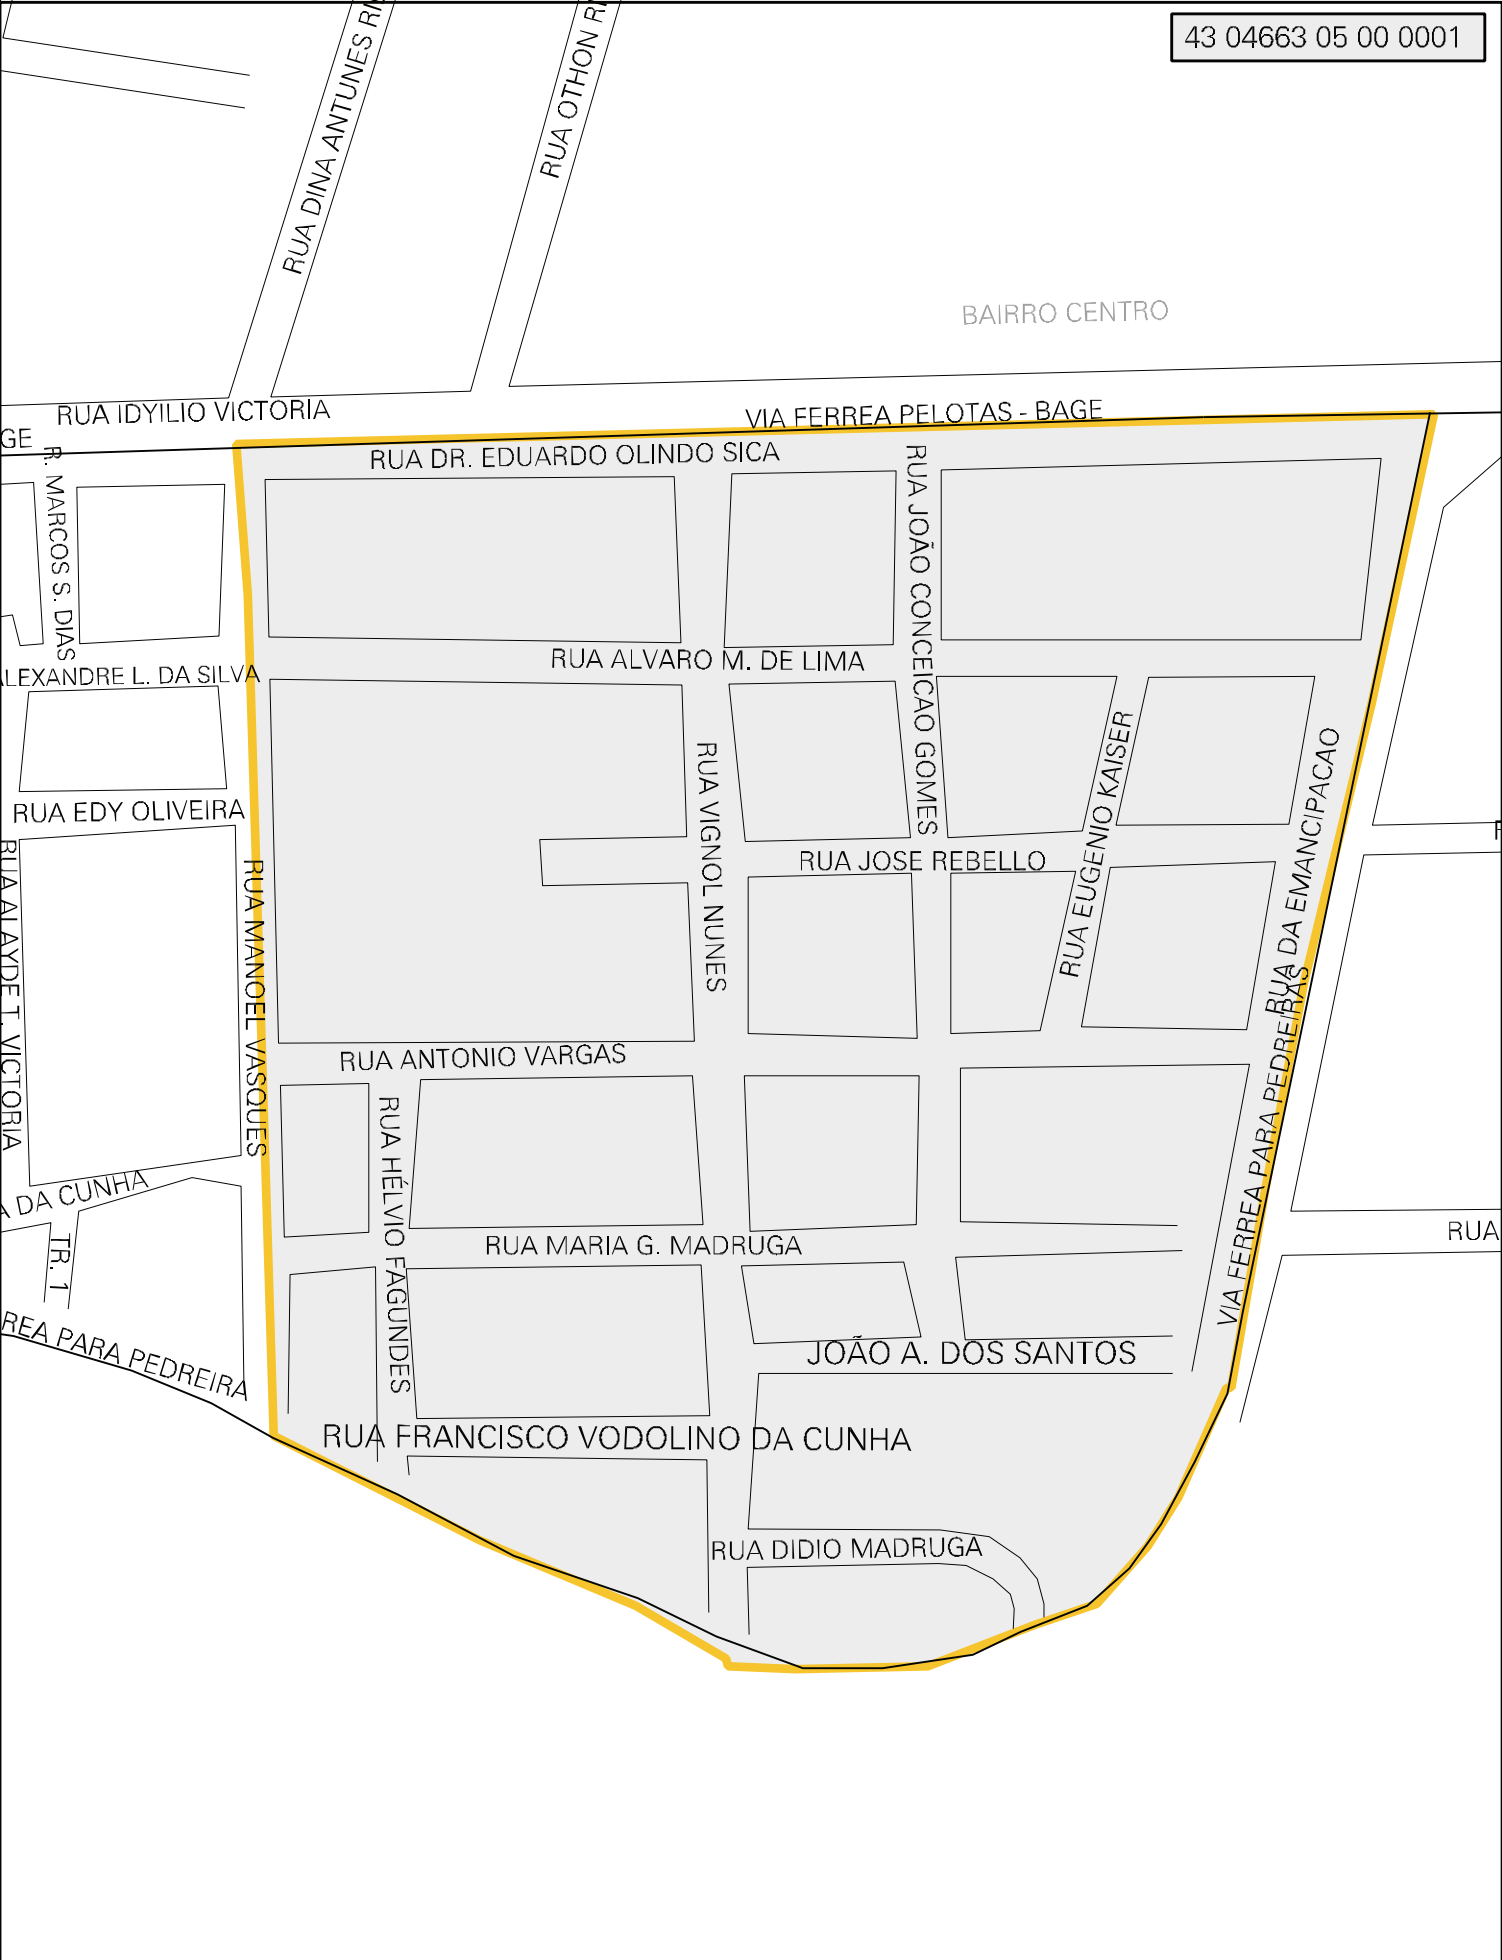 43 04663 05 00 0001
RUA DINA ANTUNES
RUA OTHON
BAIRRO CENTRO
RUA IDYILIO VICTORIA
VIA FERREA PELOTAS - BAGE
GE
R. MARCOS S. DIAS
RUA DR. EDUARDO OLINDO SICA
RUA JOÃO CONCEICAO GOMES
RUA ALVARO M. DE LIMA
LEXANDRE L. DA SILVA
RUA EUGENIO KAISER
RUA DA EMANCIPACAO
RUA VIGNOL NUNES
RUA EDY OLIVEIRA
RUA JOSE REBELLO
RUA ALAYDE T. VICTORIA
RUA MANOEL VASQUES
VIA FERREA PARA PEDREIRAS
RUA ANTONIO VARGAS
RUA HÉLVIO FAGUNDES
DA CUNHA
TR. 1
RUA MARIA G. MADRUGA
RUA
REA PARA PEDREIRA
JOÃO A. DOS SANTOS
RUA FRANCISCO VODOLINO DA CUNHA
RUA DIDIO MADRUGA